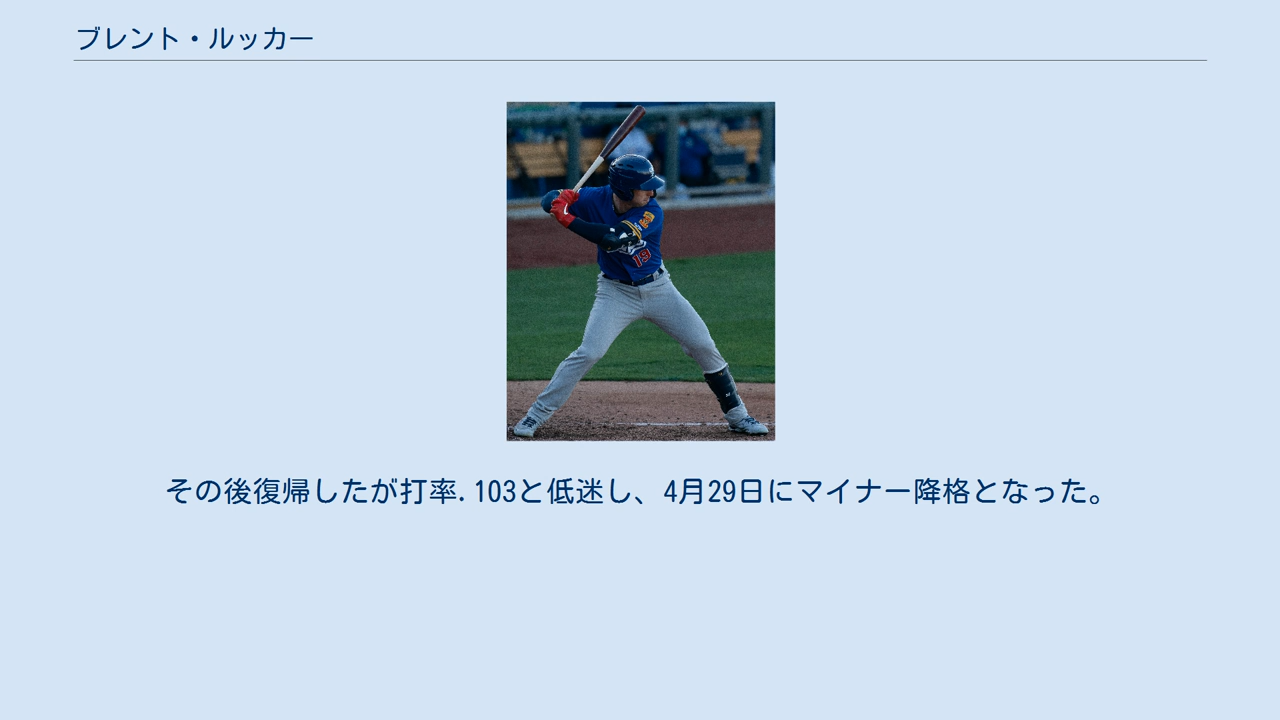 ブレント・ルッカー
19
その後復帰したが打率.103と低迷し、4月29日にマイナー降格となった。